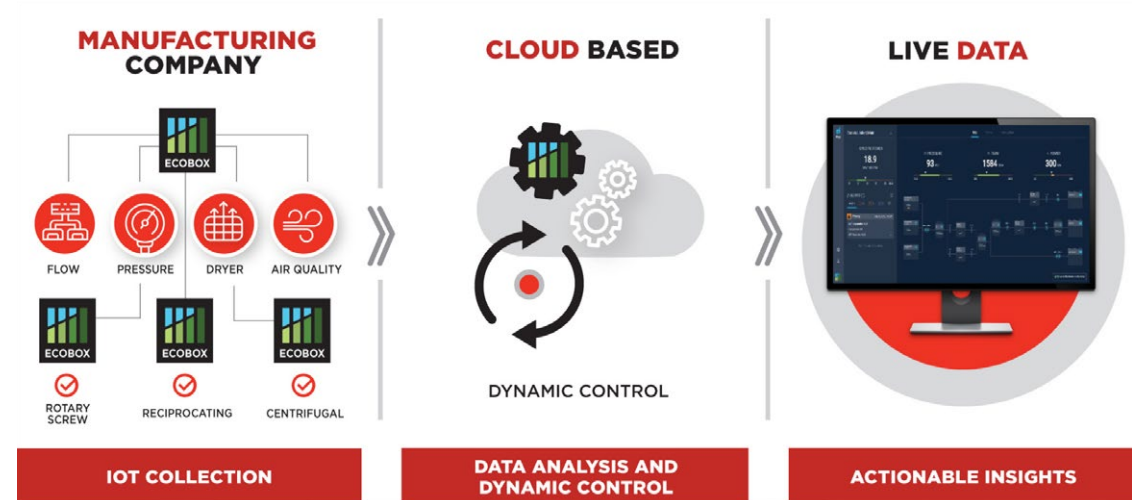 MANUFACTURING
COMPANY
ECOBOX
FLOW
PRESSURE
DRYER
AIR QUALITY
ECOBOX
ECOBOX
ECOBOX
ROTARY
SCREW
RECIPROCATING
CENTRIFUGAL
IOT COLLECTION
CLOUD BASED
DYNAMIC CONTROL
DATA ANALYSIS AND
DYNAMIC CONTROL
LIVE DATA
18.9
93
1584
300
ACTIONABLE INSIGHTS